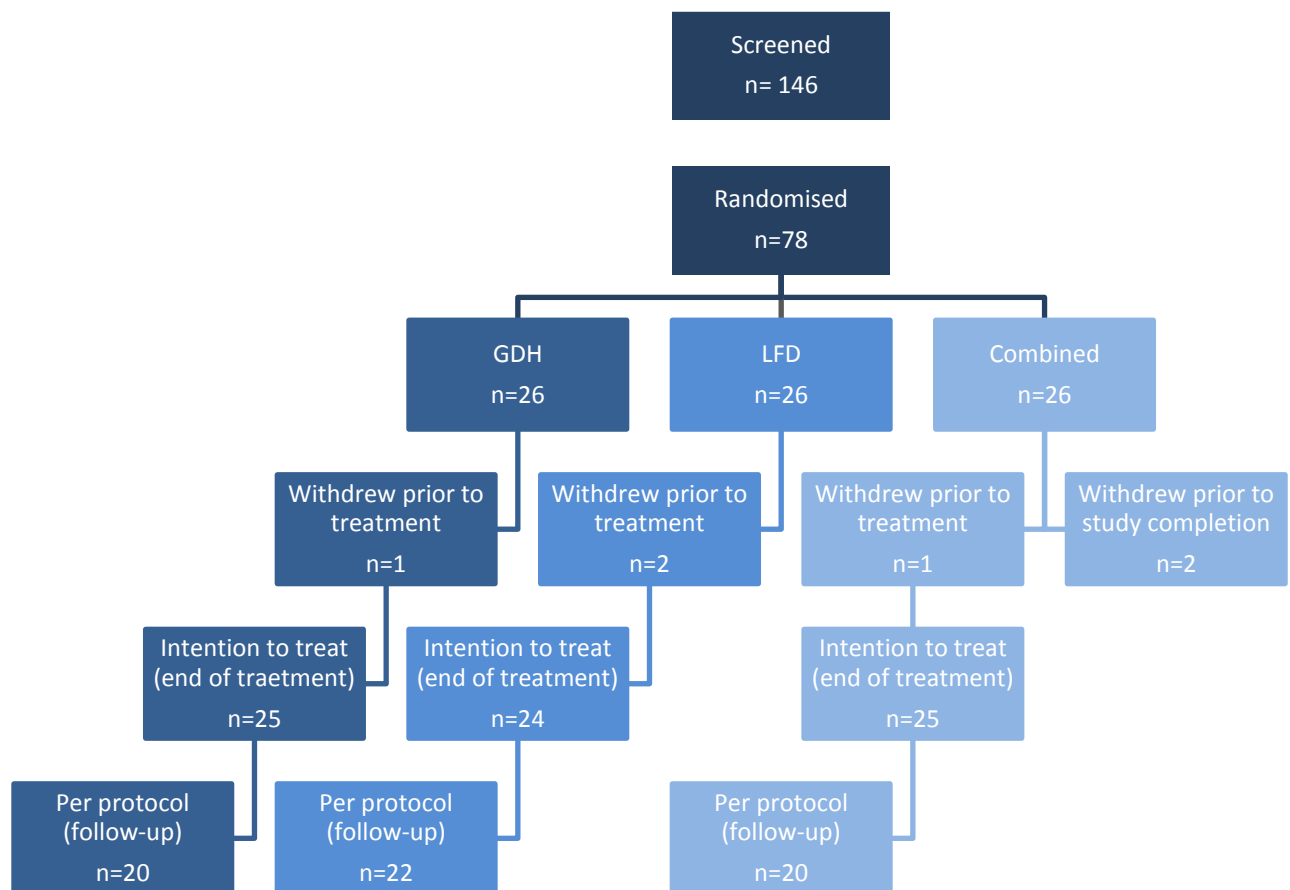 Screened
n= 146
Randomised
n=78
GDH
n=26
LFD
n=26
Combined
n=26
Withdrew prior to
treatment
n=1
Withdrew prior to
treatment
n=2
Withdrew prior to
treatment
n=1
Withdrew prior to
study completion
n=2
Intention to treat
(end of traetment)
n=25
Intention to treat
(end of treatment)
n=24
Intention to treat
(end of treatment)
n=25
Per protocol
(follow-up)
n=20
Per protocol
(follow-up)
n=22
Per protocol
(follow-up)
n=20